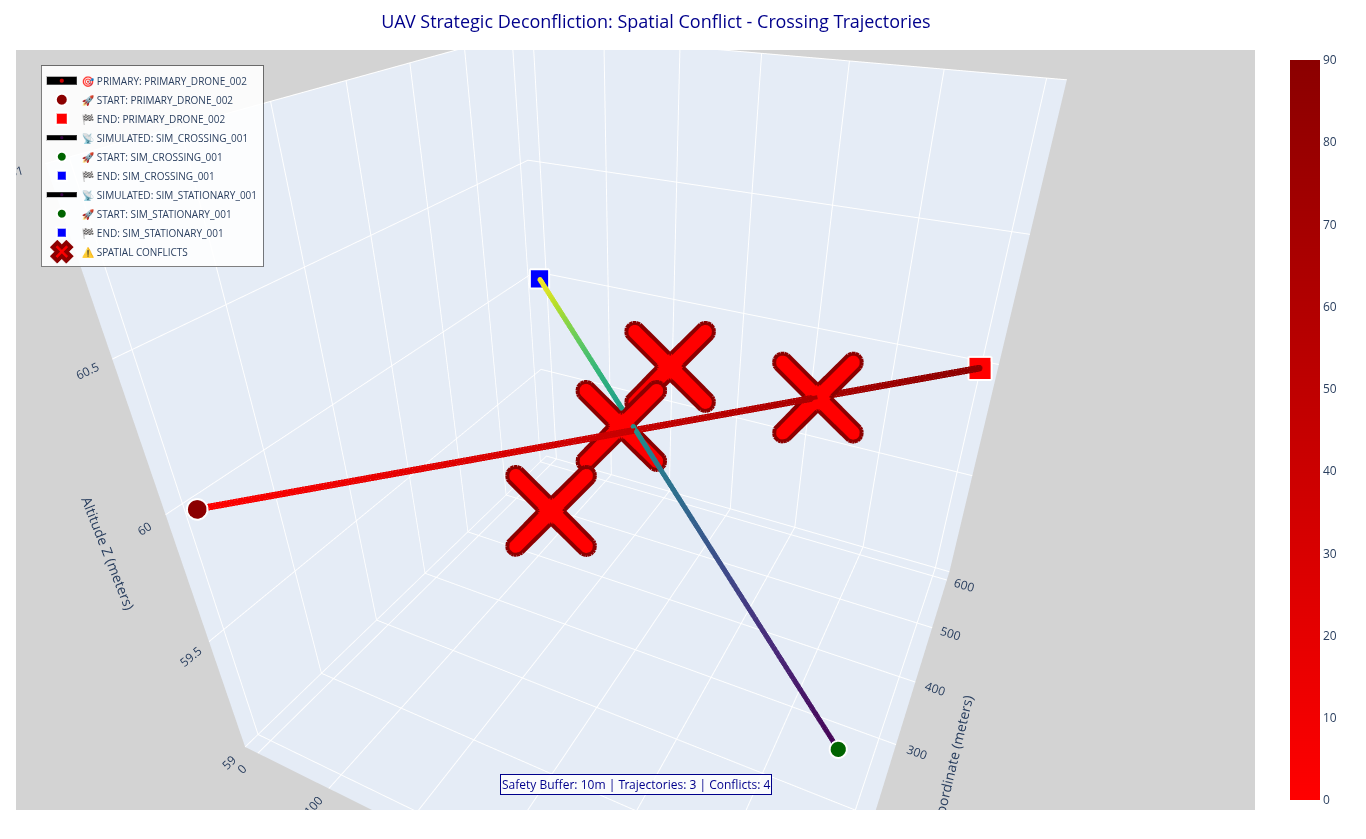 UAV Strategic Deconfliction: Spatial Conflict - Crossing Trajectories
🎯 PRIMARY: PRIMARY_DRONE_002
🚀 START: PRIMARY_DRONE_002
🏁 END: PRIMARY_DRONE_002
📡 SIMULATED: SIM_CROSSING_001
🚀 START: SIM_CROSSING_001
🏁 END: SIM_CROSSING_001
📡 SIMULATED: SIM_STATIONARY_001
🚀 START: SIM_STATIONARY_001
🏁 END: SIM_STATIONARY_001
⚠️ SPATIAL CONFLICTS
60.5
60
59.5
59
Altitude Z (meters)
0
100
600
500
400
300
oordinate (meters)
Safety Buffer: 10m | Trajectories: 3 | Conflicts: 4
90
80
70
60
50
40
30
20
10
0